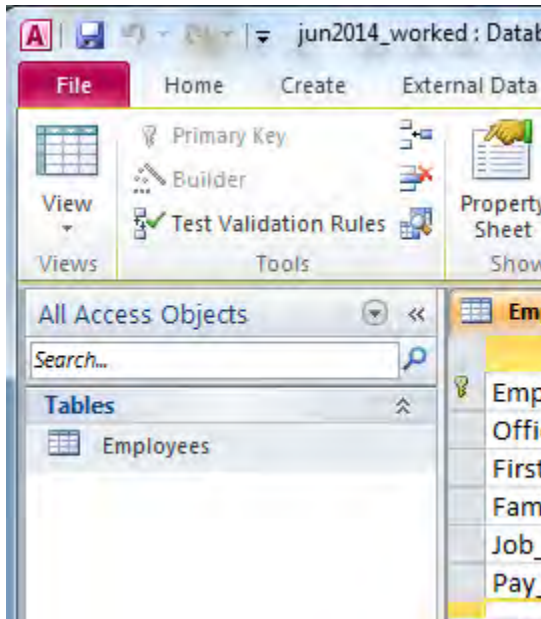 A jun2014_worked : Datab
File Home Create External Data
View
Primary Key
Builder
Test Validation Rules
Property Sheet
Views Tools Show
All Access Objects
Search...
Tables
Employees
Em
Emp
Offi
First
Fam
Job_
Pay_